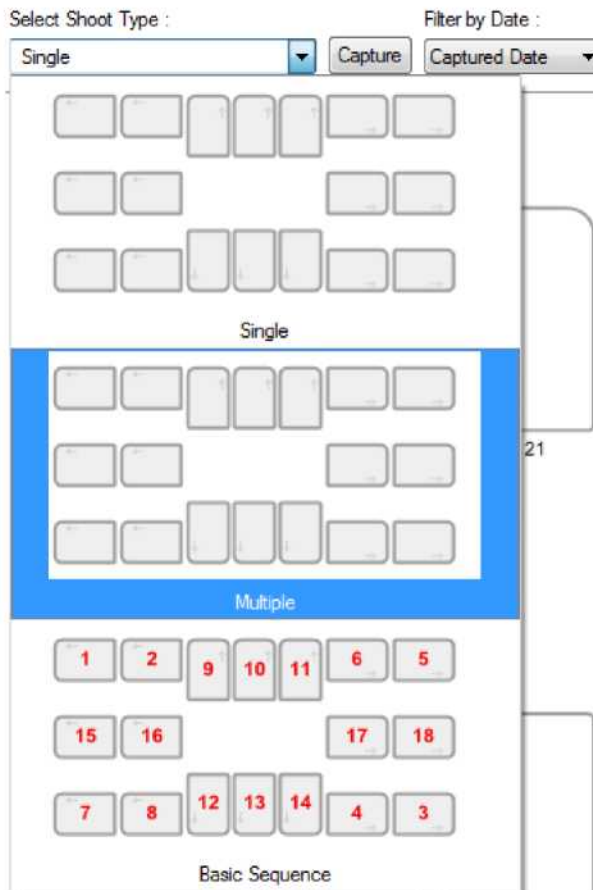 Select Shoot Type :
Filter by Date :
Single
Capture
Captured Date
Single
21
Multiple
1 2 9 10 11 6 5
15 16 17 18
7 8 12 13 14 4 3
Basic Sequence